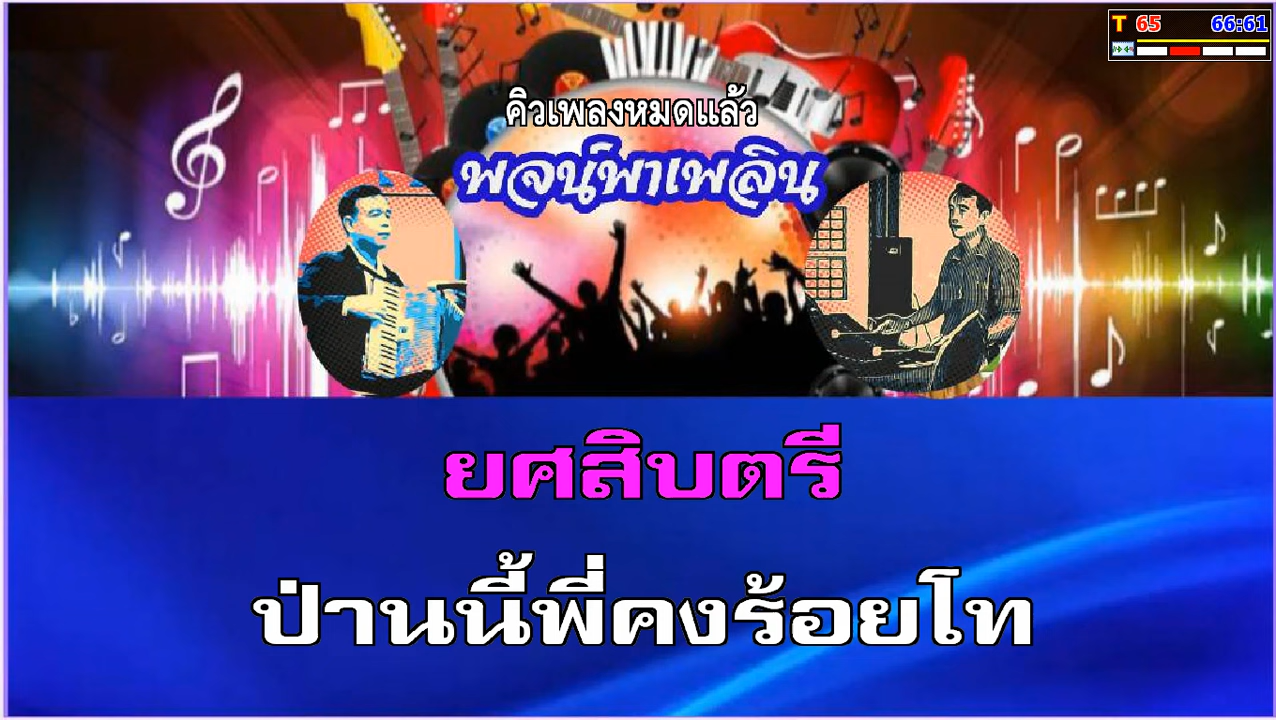 T 65 66:61
คิวเพลงหมดแล้ว
พจน์พาเพลิน
ยศสิบตรี
ป่านนี้พี่คงร้อยโท